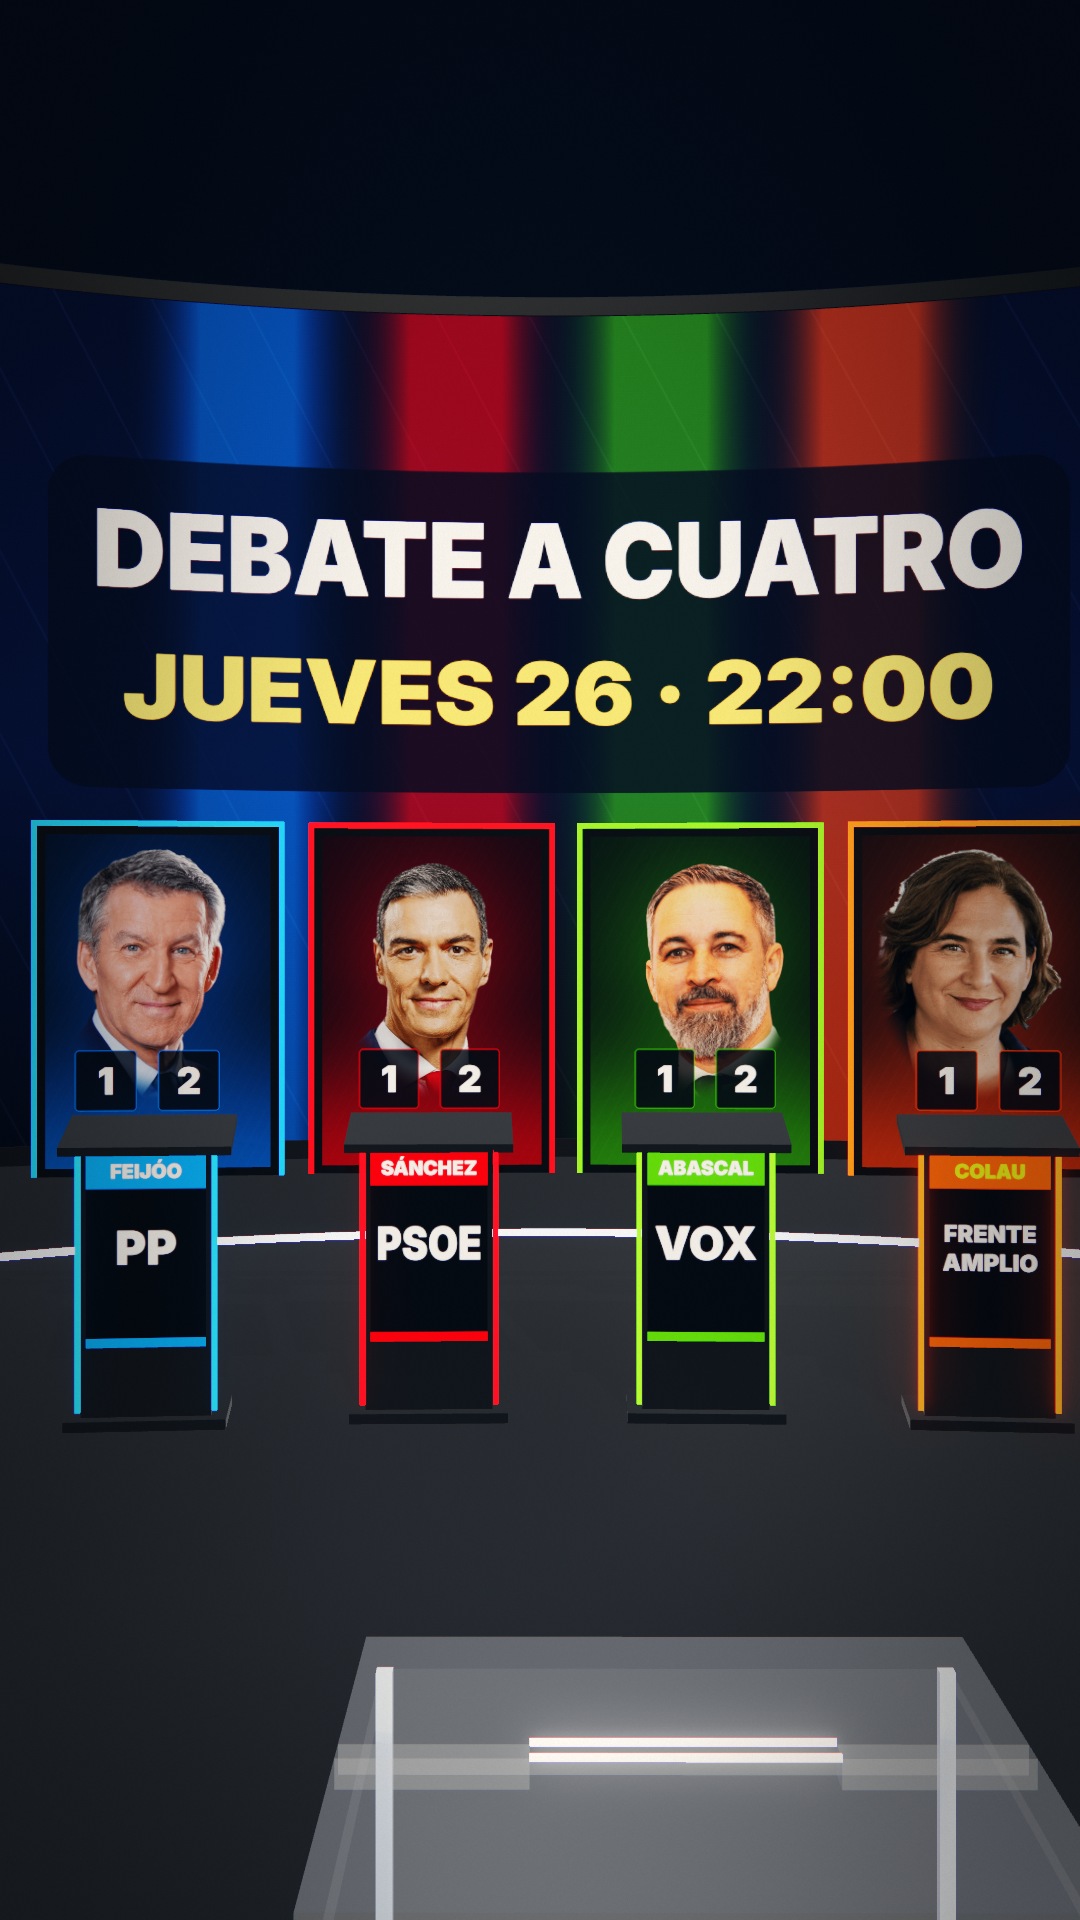 DEBATE A CUATRO
JUEVES 26 · 22:00
1 2
1 2
1 2
1 2
FEIJÓO
SÁNCHEZ
ABASCAL
COLAU
PP
PSOE
VOX
FRENTE
AMPLIO